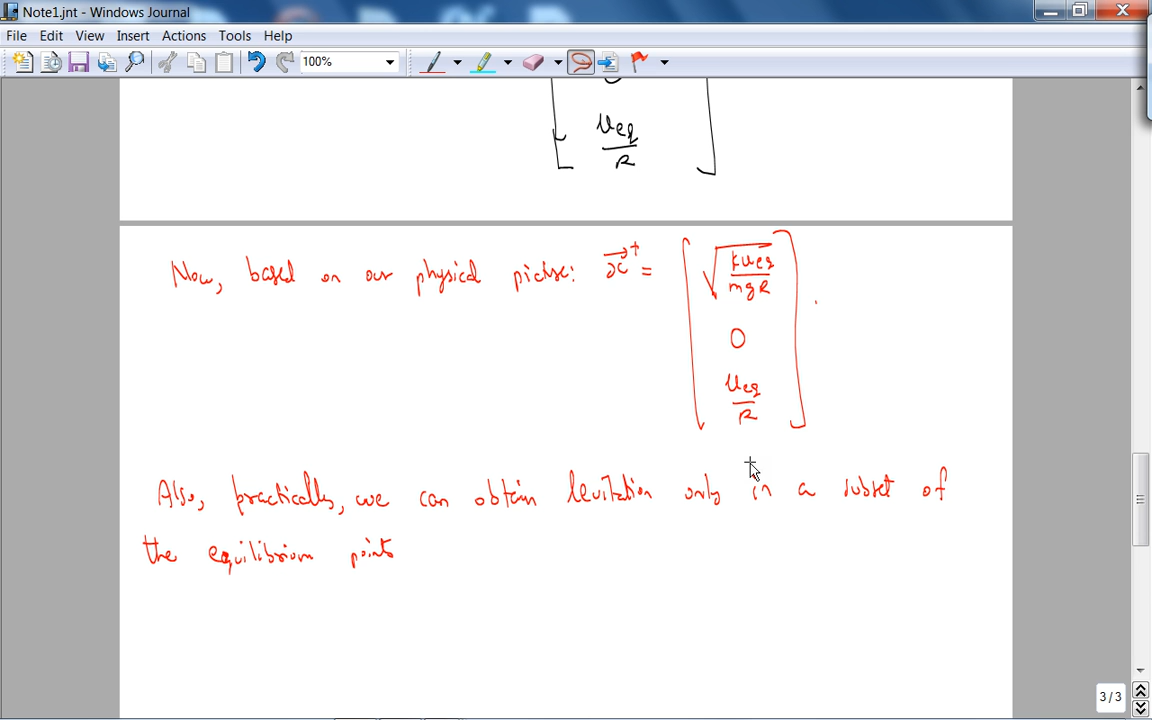 Note1.jnt - Windows Journal
File Edit View Insert Actions Tools Help
100%
u_eq
R
Now, based on our physical picture: x⃗⁺ =
√(k u_eq / m g R)
0
u_eq
R
Also, practically, we can obtain levitation only in a subset of
the equilibrium points
3/3